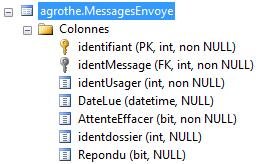 agrothe.MessagesEnvoye
Colonnes
identifiant (PK, int, non NULL)
identMessage (FK, int, non NULL)
identUsager (int, non NULL)
DateLue (datetime, NULL)
AttenteEffacer (bit, non NULL)
identdossier (int, NULL)
Repondu (bit, NULL)